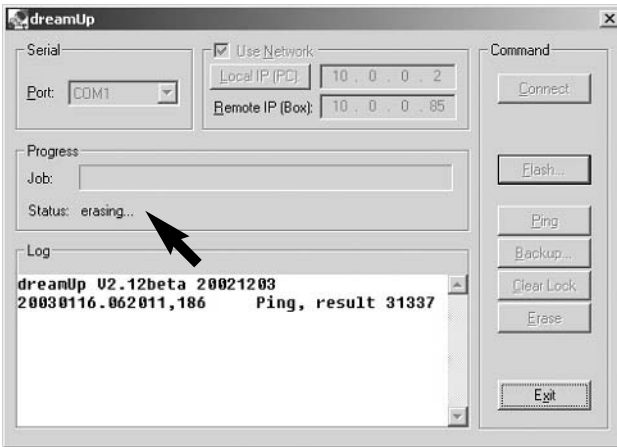 dreamUp
Serial
Port: COM1
Use Network
Local IP (PC): 10 . 0 . 0 . 2
Remote IP (Box): 10 . 0 . 0 . 85
Command
Connect
Flash...
Ping
Backup...
Clear Lock
Erase
Exit
Progress
Job:
Status: erasing...
Log
dreamUp V2.12beta 20021203
20030116.062011,186 Ping, result 31337